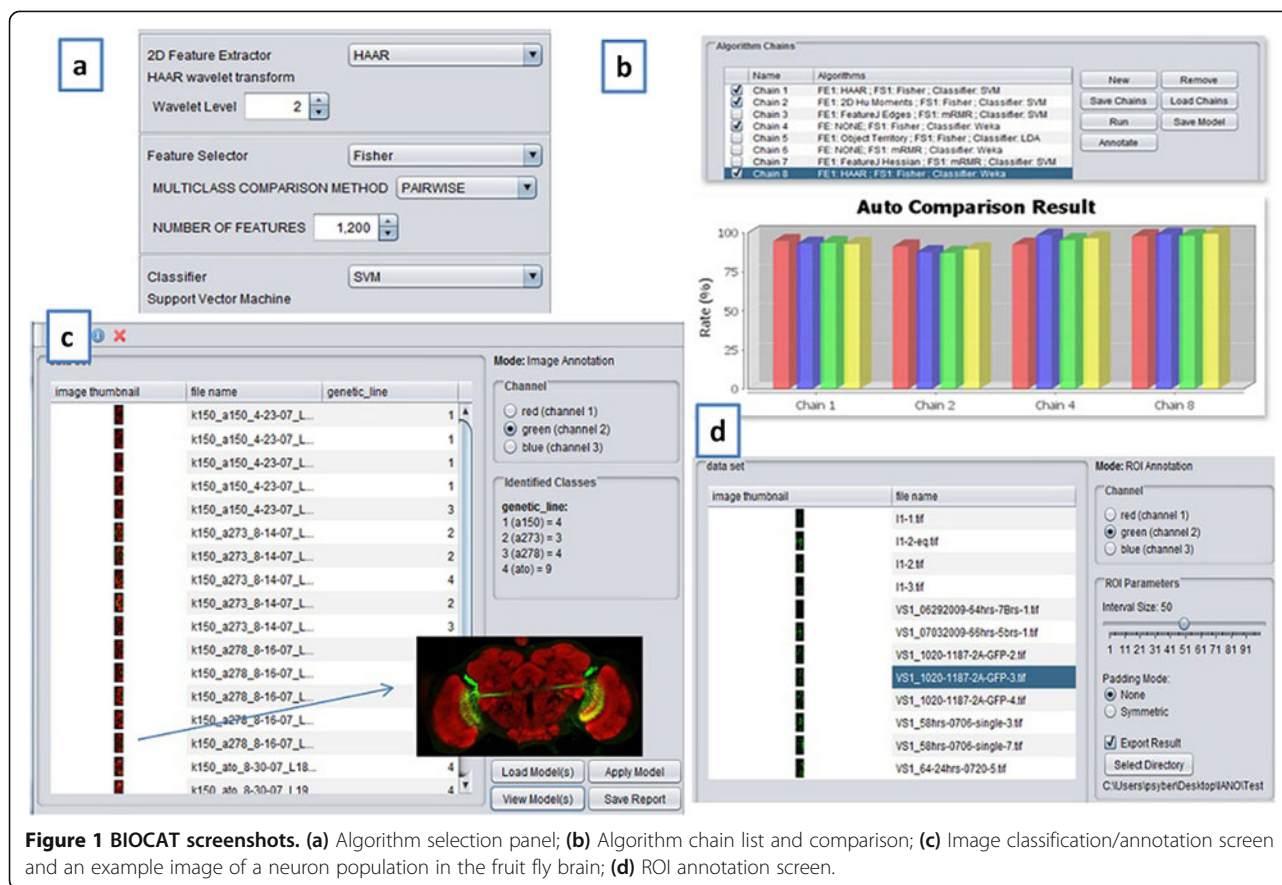 a
2D Feature Extractor HAAR
HAAR wavelet transform
Wavelet Level 2
Feature Selector Fisher
MULTICLASS COMPARISON METHOD PAIRWISE
NUMBER OF FEATURES 1,200
Classifier SVM
Support Vector Machine
b
Algorithm Chains
Name Algorithms
Chain 1 FE1: HAAR ; FS1: Fisher ; Classifier: SVM
Chain 2 FE1: 2D Hu Moments ; FS1: Fisher ; Classifier: SVM
Chain 3 FE1: FeatureJ Edges ; FS1: mRMR ; Classifier: SVM
Chain 4 FE: NONE; FS1: Fisher ; Classifier: Weka
Chain 5 FE1: Object Territory ; FS1: Fisher ; Classifier: LDA
Chain 6 FE: NONE; FS1: mRMR ; Classifier: Weka
Chain 7 FE1: FeatureJ Hessian ; FS1: mRMR ; Classifier: SVM
Chain 8 FE1: HAAR ; FS1: Fisher ; Classifier: Weka
New Remove
Save Chains Load Chains
Run Save Model
Annotate
Auto Comparison Result
Rate (%)
100
75
50
25
0
Chain 1 Chain 2 Chain 4 Chain 8
c
data set
image thumbnail file name genetic_line
k150_a150_4-23-07_L... 1
k150_a150_4-23-07_L... 1
k150_a150_4-23-07_L... 1
k150_a150_4-23-07_L... 1
k150_a150_4-23-07_L... 3
k150_a273_8-14-07_L... 2
k150_a273_8-14-07_L... 2
k150_a273_8-14-07_L... 4
k150_a273_8-14-07_L... 2
k150_a273_8-14-07_L... 3
k150_a278_8-16-07_L...
k150_a278_8-16-07_L...
k150_a278_8-16-07_L...
k150_a278_8-16-07_L...
k150_a278_8-16-07_L...
k150_ato_8-30-07_L18... 4
k150_ato_8-30-07_L19 4
Mode: Image Annotation
Channel
red (channel 1)
green (channel 2)
blue (channel 3)
Identified Classes
genetic_line:
1 (a150) = 4
2 (a273) = 3
3 (a278) = 4
4 (ato) = 9
Load Model(s) Apply Model
View Model(s) Save Report
d
data set
image thumbnail file name
I1-1.tif
I1-2-eq.tif
I1-2.tif
I1-3.tif
VS1_06292009-64hrs-7Brs-1.tif
VS1_07032009-66hrs-5brs-1.tif
VS1_1020-1187-2A-GFP-2.tif
VS1_1020-1187-2A-GFP-3.tif
VS1_1020-1187-2A-GFP-4.tif
VS1_58hrs-0706-single-3.tif
VS1_58hrs-0706-single-7.tif
VS1_64-24hrs-0720-5.tif
Mode: ROI Annotation
Channel
red (channel 1)
green (channel 2)
blue (channel 3)
ROI Parameters
Interval Size: 50
1 11 21 31 41 51 61 71 81 91
Padding Mode:
None
Symmetric
Export Result
Select Directory
C:\Users\psyber\Desktop\IANO\Test
Figure 1 BIOCAT screenshots. (a) Algorithm selection panel; (b) Algorithm chain list and comparison; (c) Image classification/annotation screen
and an example image of a neuron population in the fruit fly brain; (d) ROI annotation screen.